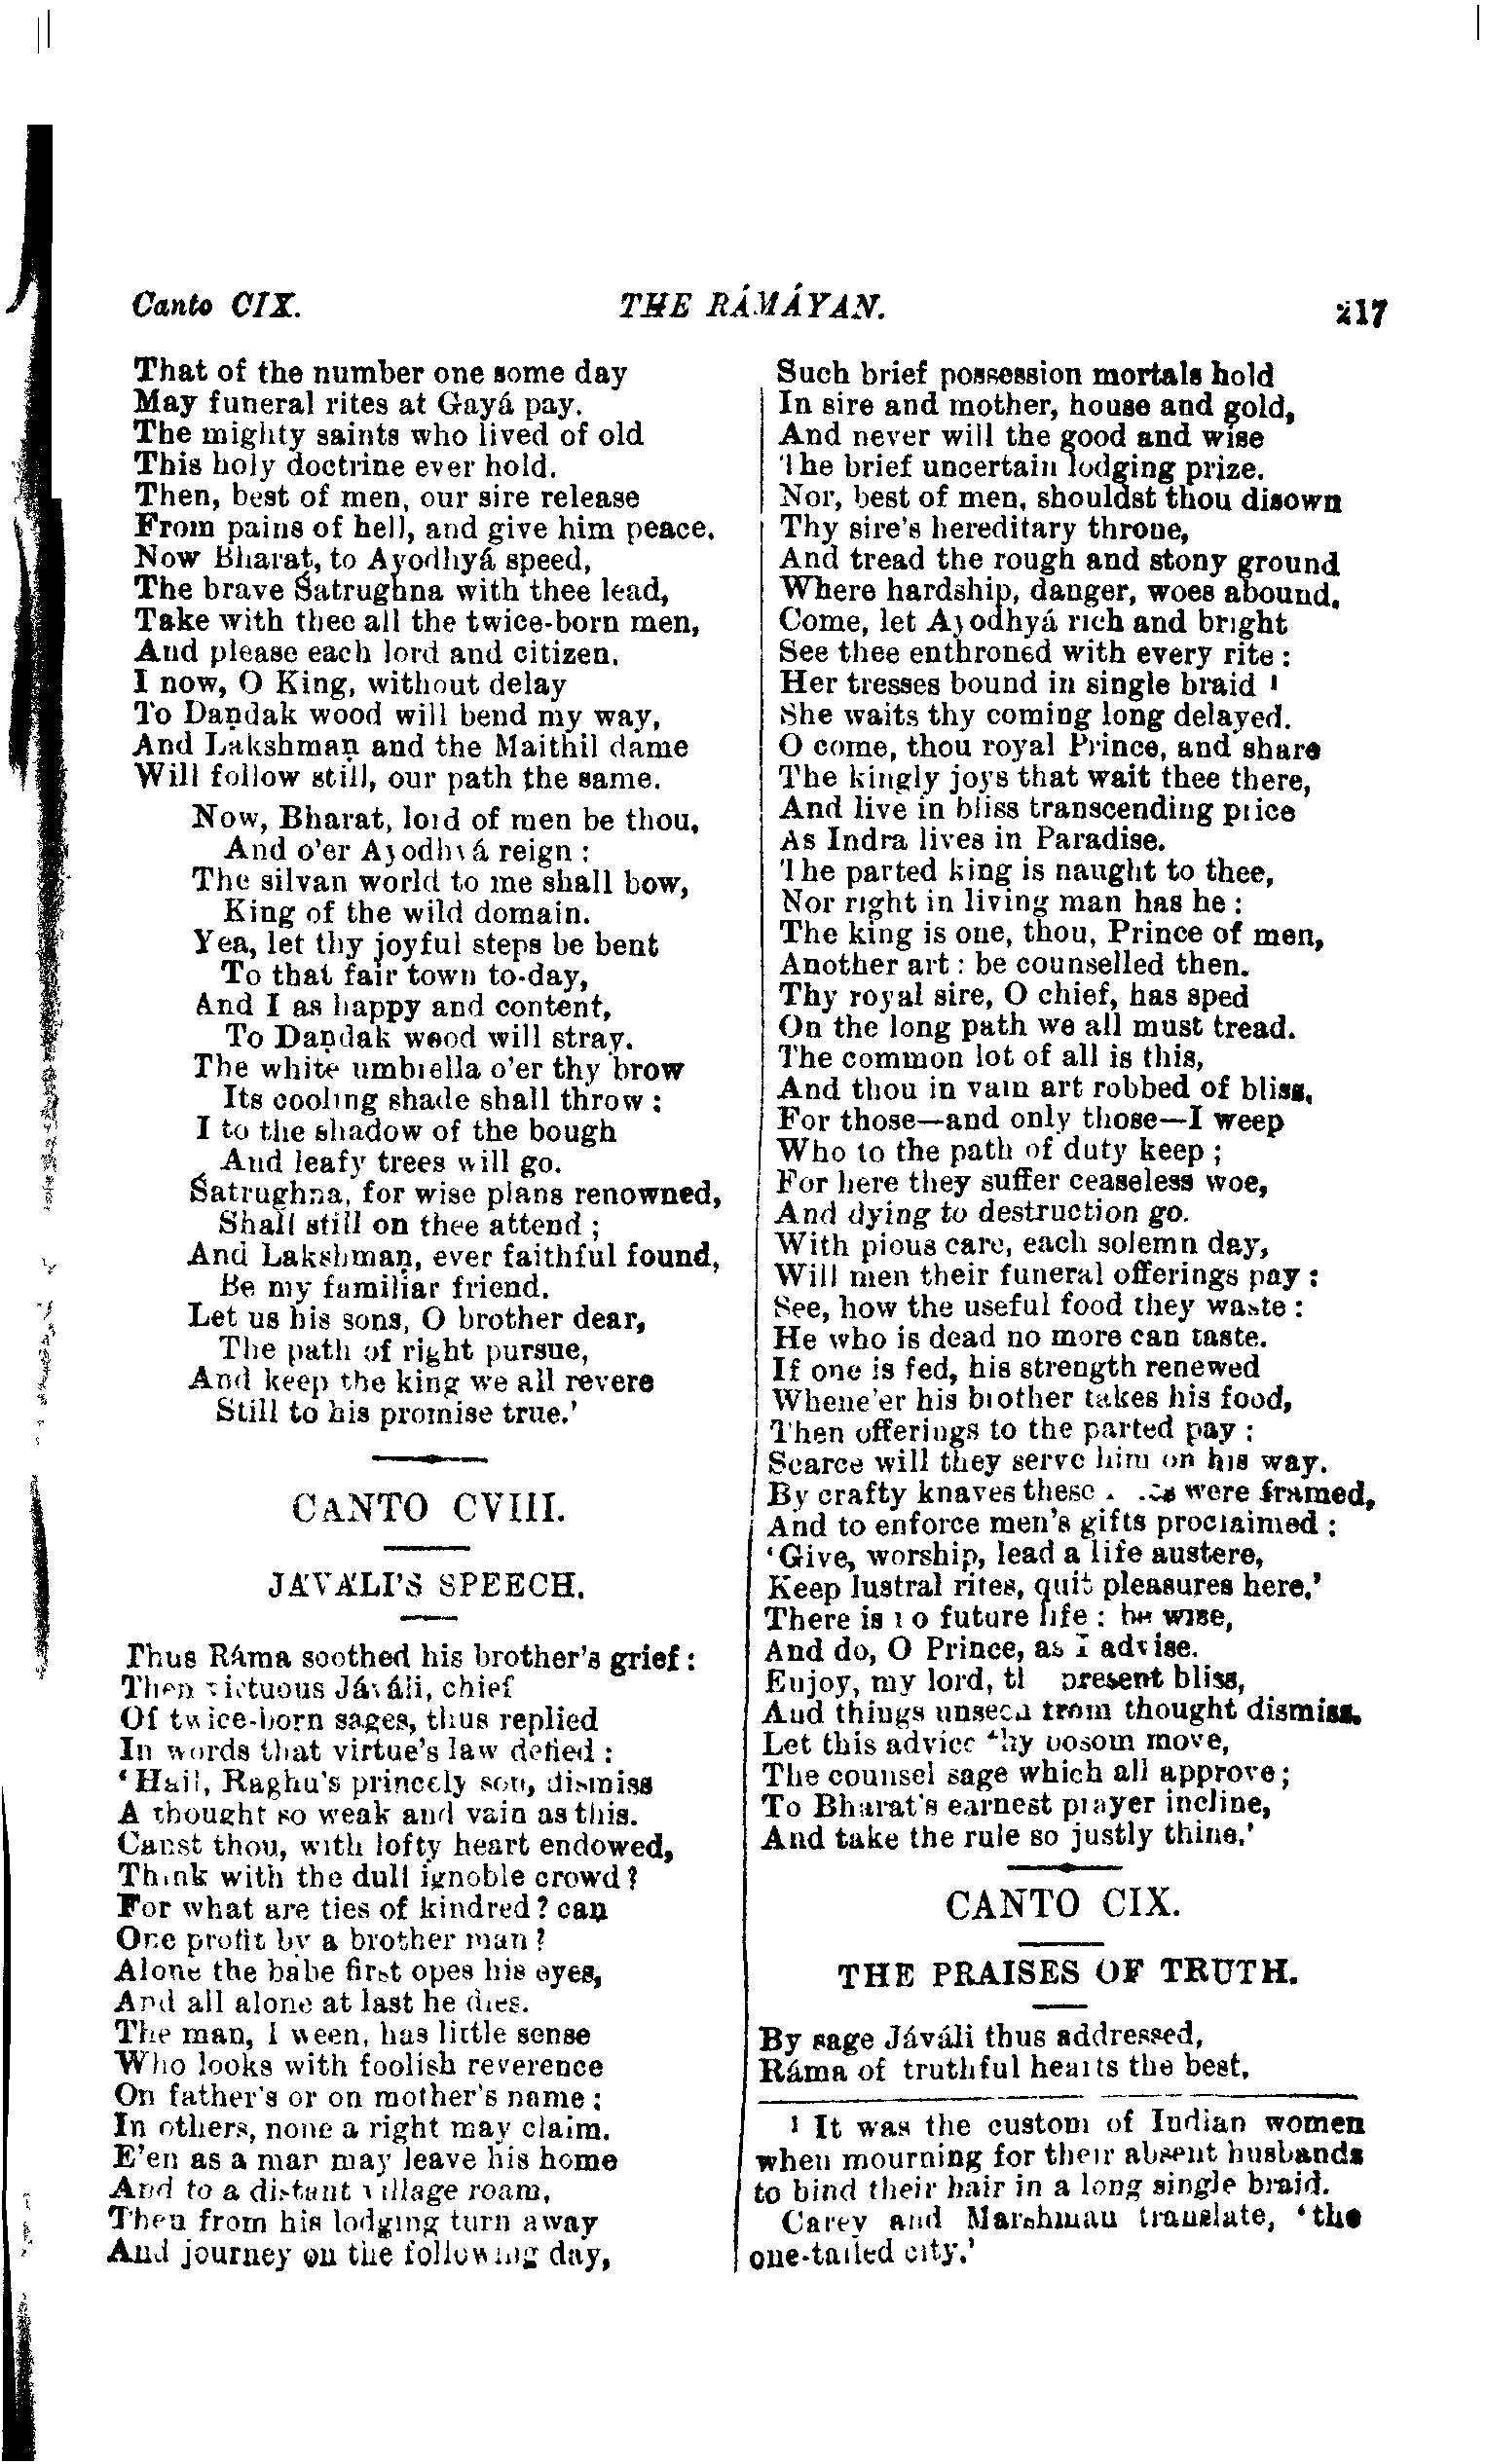 Canto CIX. THE RÁMÁYAN. 217
That of the number one some day
May funeral rites at Gayá pay.
The mighty saints who lived of old
This holy doctrine ever hold.
Then, best of men, our sire release
From pains of hell, and give him peace.
Now Bharat, to Ayodhyá speed,
The brave Śatrughna with thee lead,
Take with thee all the twice-born men,
And please each lord and citizen.
I now, O King, without delay
To Daṇḍak wood will bend my way,
And Lakshmaṇ and the Maithil dame
Will follow still, our path the same.
Now, Bharat, lord of men be thou,
And o'er Ayodhyá reign :
The silvan world to me shall bow,
King of the wild domain.
Yea, let thy joyful steps be bent
To that fair town to-day,
And I as happy and content,
To Daṇḍak wood will stray.
The white umbrella o'er thy brow
Its cooling shade shall throw :
I to the shadow of the bough
And leafy trees will go.
Śatrughna, for wise plans renowned,
Shall still on thee attend ;
And Lakshmaṇ, ever faithful found,
Be my familiar friend.
Let us his sons, O brother dear,
The path of right pursue,
And keep the king we all revere
Still to his promise true.'
CANTO CVIII.
JÁVÁLI'S SPEECH.
Thus Ráma soothed his brother's grief :
Then virtuous Jáváli, chief
Of twice-born sages, thus replied
In words that virtue's law defied :
'Hail, Raghu's princely son, dismiss
A thought so weak and vain as this.
Canst thou, with lofty heart endowed,
Think with the dull ignoble crowd?
For what are ties of kindred? can
One profit by a brother man?
Alone the babe first opes his eyes,
And all alone at last he dies.
The man, I ween, has little sense
Who looks with foolish reverence
On father's or on mother's name :
In others, none a right may claim.
E'en as a man may leave his home
And to a distant village roam,
Then from his lodging turn away
And journey on the following day,
Such brief possession mortals hold
In sire and mother, house and gold,
And never will the good and wise
The brief uncertain lodging prize.
Nor, best of men, shouldst thou disown
Thy sire's hereditary throne,
And tread the rough and stony ground
Where hardship, danger, woes abound.
Come, let Ayodhyá rich and bright
See thee enthroned with every rite :
Her tresses bound in single braid ¹
She waits thy coming long delayed.
O come, thou royal Prince, and share
The kingly joys that wait thee there,
And live in bliss transcending price
As Indra lives in Paradise.
The parted king is naught to thee,
Nor right in living man has he :
The king is one, thou, Prince of men,
Another art : be counselled then.
Thy royal sire, O chief, has sped
On the long path we all must tread.
The common lot of all is this,
And thou in vain art robbed of bliss.
For those—and only those—I weep
Who to the path of duty keep ;
For here they suffer ceaseless woe,
And dying to destruction go.
With pious care, each solemn day,
Will men their funeral offerings pay :
See, how the useful food they waste :
He who is dead no more can taste.
If one is fed, his strength renewed
Whene'er his brother takes his food,
Then offerings to the parted pay :
Scarce will they serve him on his way.
By crafty knaves these were framed,
And to enforce men's gifts proclaimed :
'Give, worship, lead a life austere,
Keep lustral rites, quit pleasures here.'
There is no future life : be wise,
And do, O Prince, as I advise.
Enjoy, my lord, present bliss,
And things unseen from thought dismiss.
Let this advice thy bosom move,
The counsel sage which all approve;
To Bharat's earnest prayer incline,
And take the rule so justly thine.'
CANTO CIX.
THE PRAISES OF TRUTH.
By sage Jáváli thus addressed,
Ráma of truthful hearts the best,
¹ It was the custom of Indian women
when mourning for their absent husbands
to bind their hair in a long single braid.
Carey and Marshman translate, 'the
one-tailed city.'